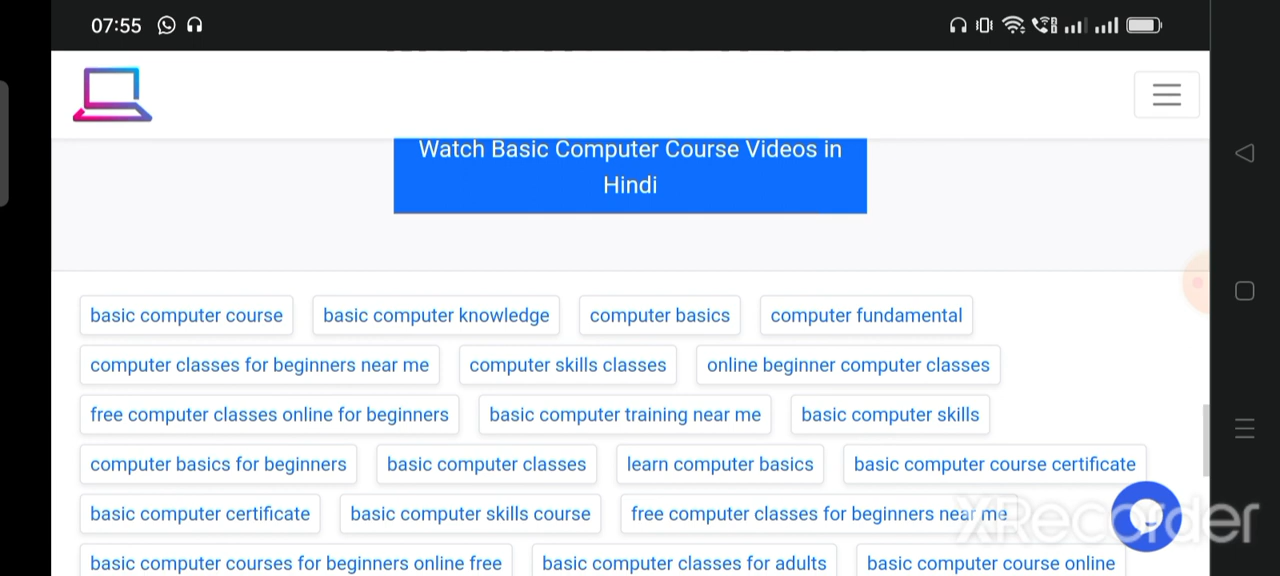 07:55
Watch Basic Computer Course Videos in
Hindi
basic computer course basic computer knowledge computer basics computer fundamental
computer classes for beginners near me computer skills classes online beginner computer classes
free computer classes online for beginners basic computer training near me basic computer skills
computer basics for beginners basic computer classes learn computer basics basic computer course certificate
basic computer certificate basic computer skills course free computer classes for beginners near me
XRecorder
basic computer courses for beginners online free basic computer classes for adults basic computer course online